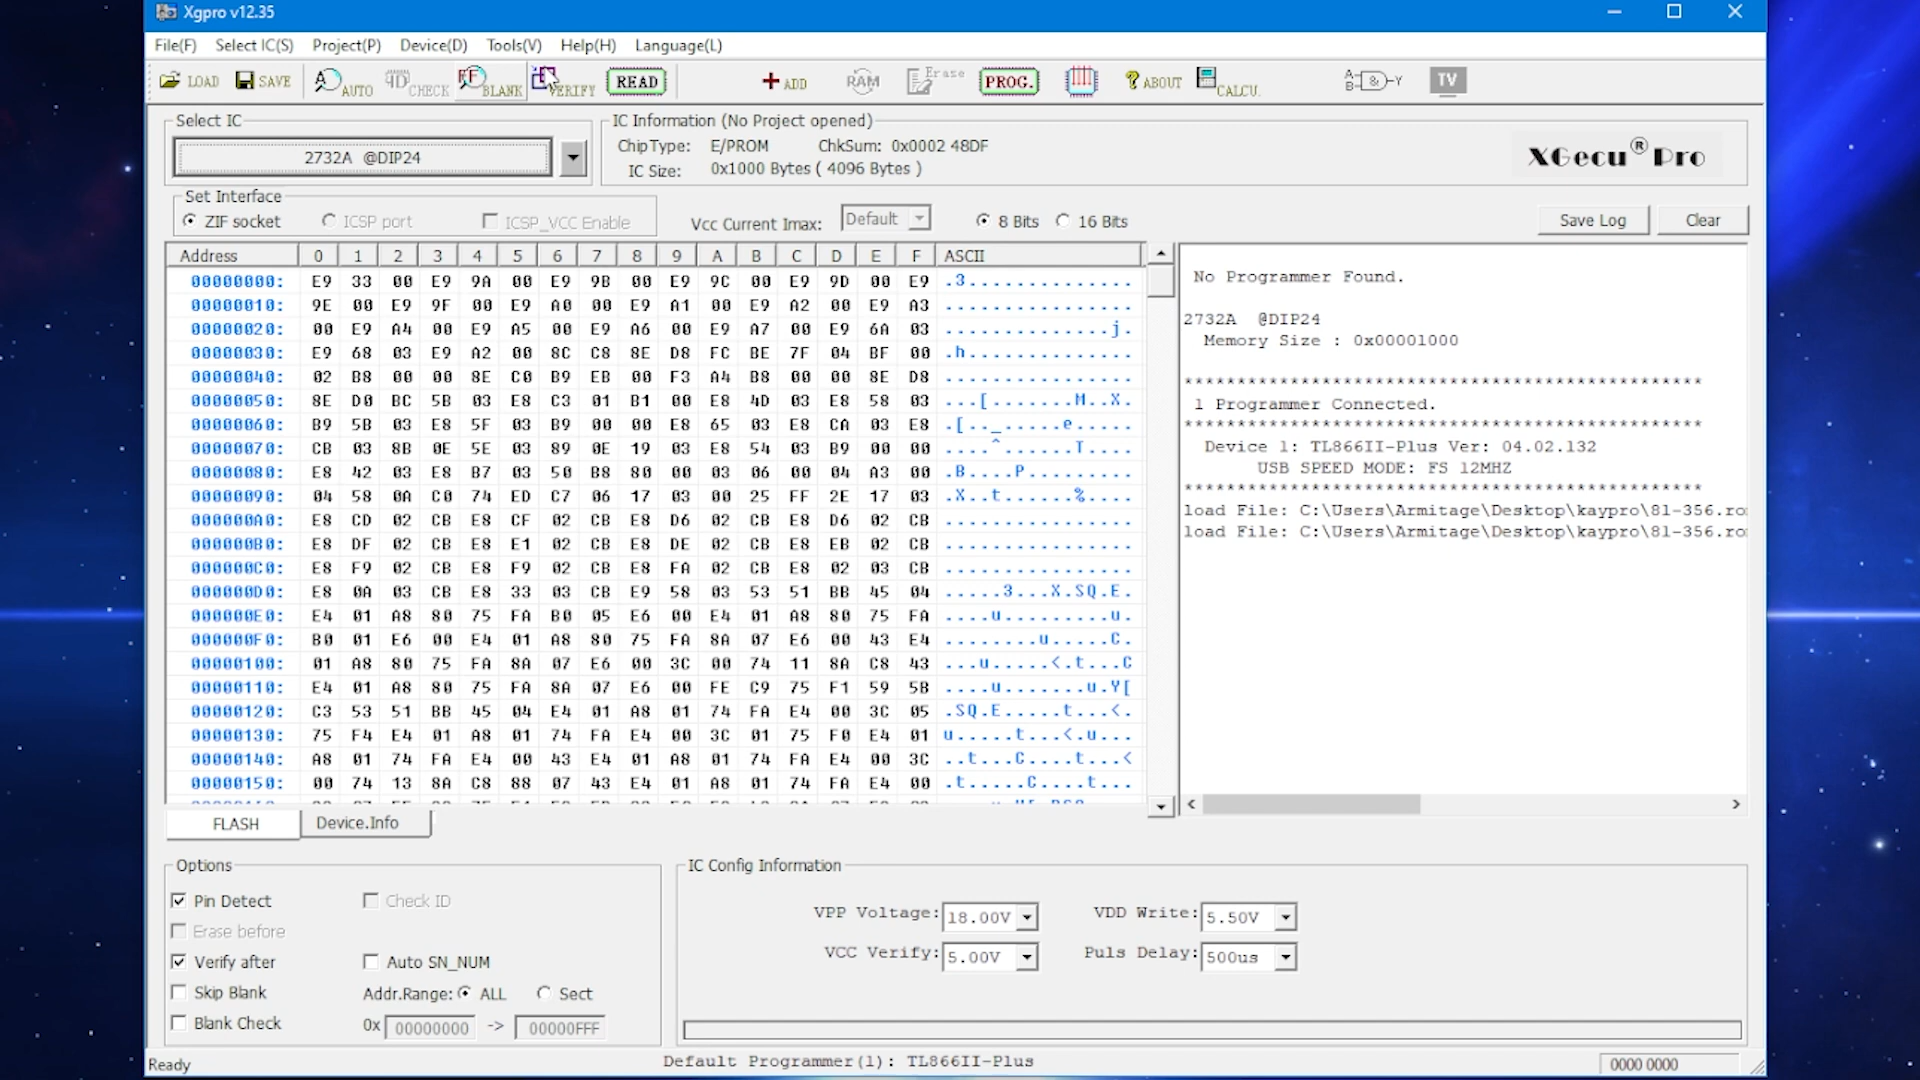 Xgpro v12.35
File(F) Select IC(S) Project(P) Device(D) Tools(V) Help(H) Language(L)
LOAD SAVE AUTO CHECK BLANK VERIFY READ ADD RAM Erase PROG. ABOUT CALCU. TV
Select IC
2732A @DIP24
IC Information (No Project opened)
ChipType: E/PROM ChkSum: 0x0002 48DF
IC Size: 0x1000 Bytes ( 4096 Bytes )
XGecu® Pro
Set Interface
ZIF socket ICSP port ICSP_VCC Enable
Vcc Current Imax: Default 8 Bits 16 Bits
Save Log Clear
Address 0 1 2 3 4 5 6 7 8 9 A B C D E F ASCII
00000000: E9 33 00 E9 9A 00 E9 9B 00 E9 9C 00 E9 9D 00 E9 .3..............
00000010: 9E 00 E9 9F 00 E9 A0 00 E9 A1 00 E9 A2 00 E9 A3 ................
00000020: 00 E9 A4 00 E9 A5 00 E9 A6 00 E9 A7 00 E9 6A 03 ..............j.
00000030: E9 68 03 E9 A2 00 8C C8 8E D8 FC BE 7F 04 BF 00 .h..............
00000040: 02 B8 00 00 8E C0 B9 EB 00 F3 A4 B8 00 00 8E D8 ................
00000050: 8E D0 BC 5B 03 E8 C3 01 B1 00 E8 4D 03 E8 58 03 ...[.......M..X.
00000060: B9 5B 03 E8 5F 03 B9 00 00 E8 65 03 E8 CA 03 E8 .[.._.....e.....
00000070: CB 03 8B 0E 5E 03 89 0E 19 03 E8 54 03 B9 00 00 ....^......T....
00000080: E8 42 03 E8 B7 03 50 B8 80 00 03 06 00 04 A3 00 .B....P.........
00000090: 04 58 0A C0 74 ED C7 06 17 03 00 25 FF 2E 17 03 .X..t......%....
000000A0: E8 CD 02 CB E8 CF 02 CB E8 D6 02 CB E8 D6 02 CB ................
000000B0: E8 DF 02 CB E8 E1 02 CB E8 DE 02 CB E8 EB 02 CB ................
000000C0: E8 F9 02 CB E8 F9 02 CB E8 FA 02 CB E8 02 03 CB ................
000000D0: E8 0A 03 CB E8 33 03 CB E9 58 03 53 51 BB 45 04 .....3...X.SQ.E.
000000E0: E4 01 A8 80 75 FA B0 05 E6 00 E4 01 A8 80 75 FA ....u.........u.
000000F0: B0 01 E6 00 E4 01 A8 80 75 FA 8A 07 E6 00 43 E4 ........u.....C.
00000100: 01 A8 80 75 FA 8A 07 E6 00 3C 00 74 11 8A C8 43 ...u.....<.t...C
00000110: E4 01 A8 80 75 FA 8A 07 E6 00 FE C9 75 F1 59 5B ....u.......u.Y[
00000120: C3 53 51 BB 45 04 E4 01 A8 01 74 FA E4 00 3C 05 .SQ.E.....t...<.
00000130: 75 F4 E4 01 A8 01 74 FA E4 00 3C 01 75 F0 E4 01 u.....t...<.u...
00000140: A8 01 74 FA E4 00 43 E4 01 A8 01 74 FA E4 00 3C ..t...C....t...<
00000150: 00 74 13 8A C8 88 07 43 E4 01 A8 01 74 FA E4 00 .t.....C....t...
No Programmer Found.
2732A @DIP24
Memory Size : 0x00001000
*************************************************
1 Programmer Connected.
*************************************************
Device 1: TL866II-Plus Ver: 04.02.132
USB SPEED MODE: FS 12MHZ
*************************************************
load File: C:\Users\Armitage\Desktop\kaypro\81-356.ro
load File: C:\Users\Armitage\Desktop\kaypro\81-356.ro
FLASH Device.Info
Options
Pin Detect Check ID
Erase before
Verify after Auto SN_NUM
Skip Blank Addr.Range: ALL Sect
Blank Check 0x 00000000 -> 00000FFF
IC Config Information
VPP Voltage: 18.00V VDD Write: 5.50V
VCC Verify: 5.00V Puls Delay: 500us
Ready Default Programmer(1): TL866II-Plus 0000 0000